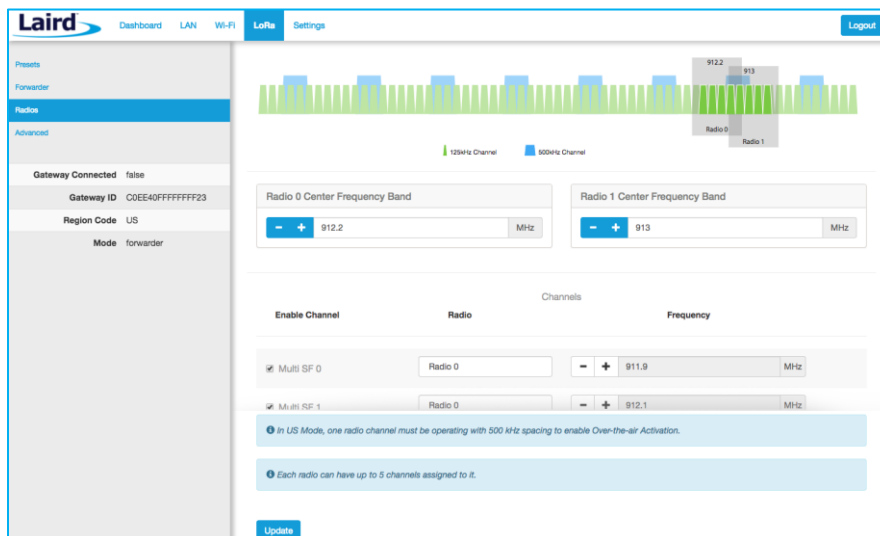 Laird
Dashboard LAN Wi-Fi LoRa Settings Logout
Presets
Forwarder
Radios
Advanced
Gateway Connected false
Gateway ID C0EE40FFFFFFFF23
Region Code US
Mode forwarder
912.2
913
Radio 0
Radio 1
125kHz Channel 500kHz Channel
Radio 0 Center Frequency Band Radio 1 Center Frequency Band
− + 912.2 MHz − + 913 MHz
Channels
Enable Channel Radio Frequency
Multi SF 0 Radio 0 − + 911.9 MHz
Multi SF 1 Radio 0 − + 912.1 MHz
In US Mode, one radio channel must be operating with 500 kHz spacing to enable Over-the-air Activation.
Each radio can have up to 5 channels assigned to it.
Update